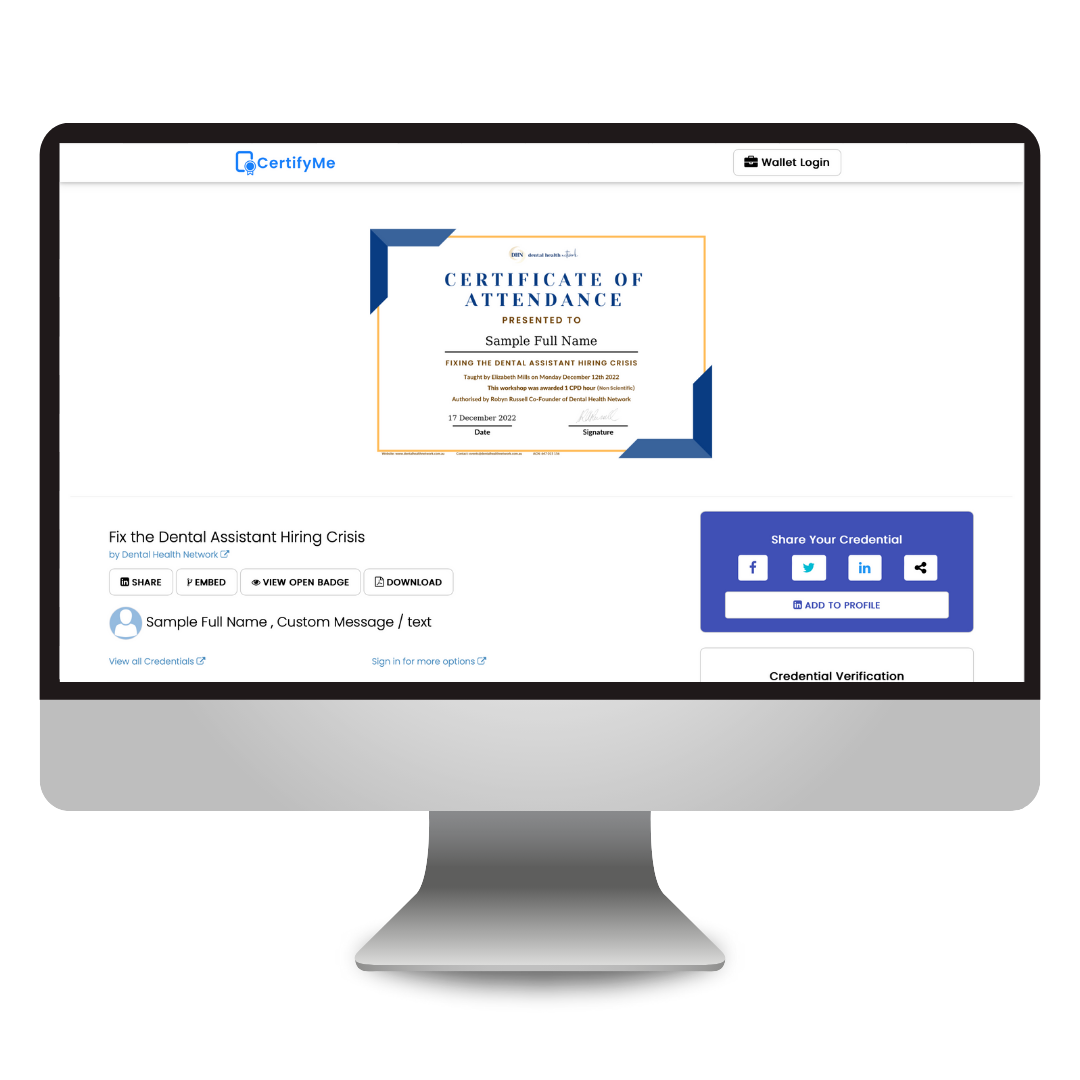 CertifyMe
Wallet Login
DHN dental health network
CERTIFICATE OF
ATTENDANCE
PRESENTED TO
Sample Full Name
FIXING THE DENTAL ASSISTANT HIRING CRISIS
Taught by Elizabeth Mills on Monday December 12th 2022
This workshop was awarded 1 CPD hour (Non Scientific)
Authorised by Robyn Russell Co-Founder of Dental Health Network
17 December 2022
Date
Signature
Fix the Dental Assistant Hiring Crisis
by Dental Health Network
SHARE
EMBED
VIEW OPEN BADGE
DOWNLOAD
Sample Full Name , Custom Message / text
View all Credentials
Sign in for more options
Share Your Credential
ADD TO PROFILE
Credential Verification